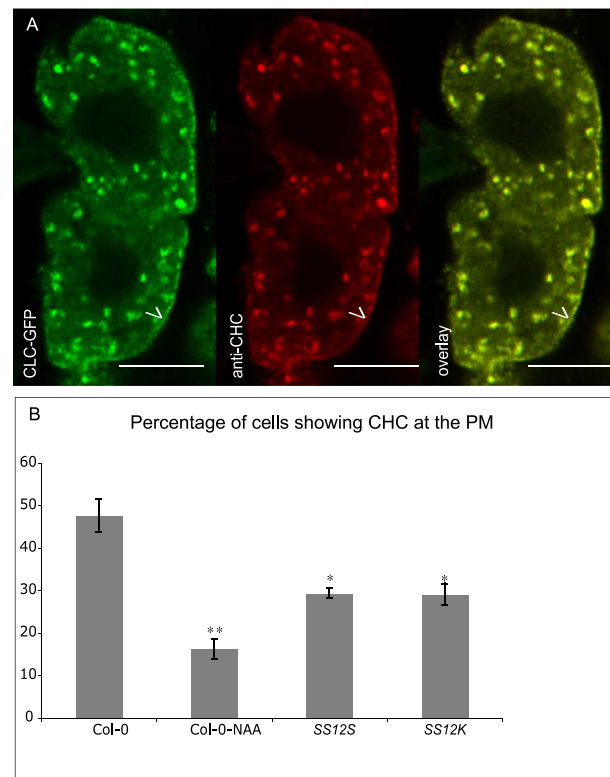 A
CLC-GFP
anti-CHC
overlay
B
Percentage of cells showing CHC at the PM
60
50
40
30
20
10
0
**
*
*
Col-0
Col-0-NAA
SS12S
SS12K